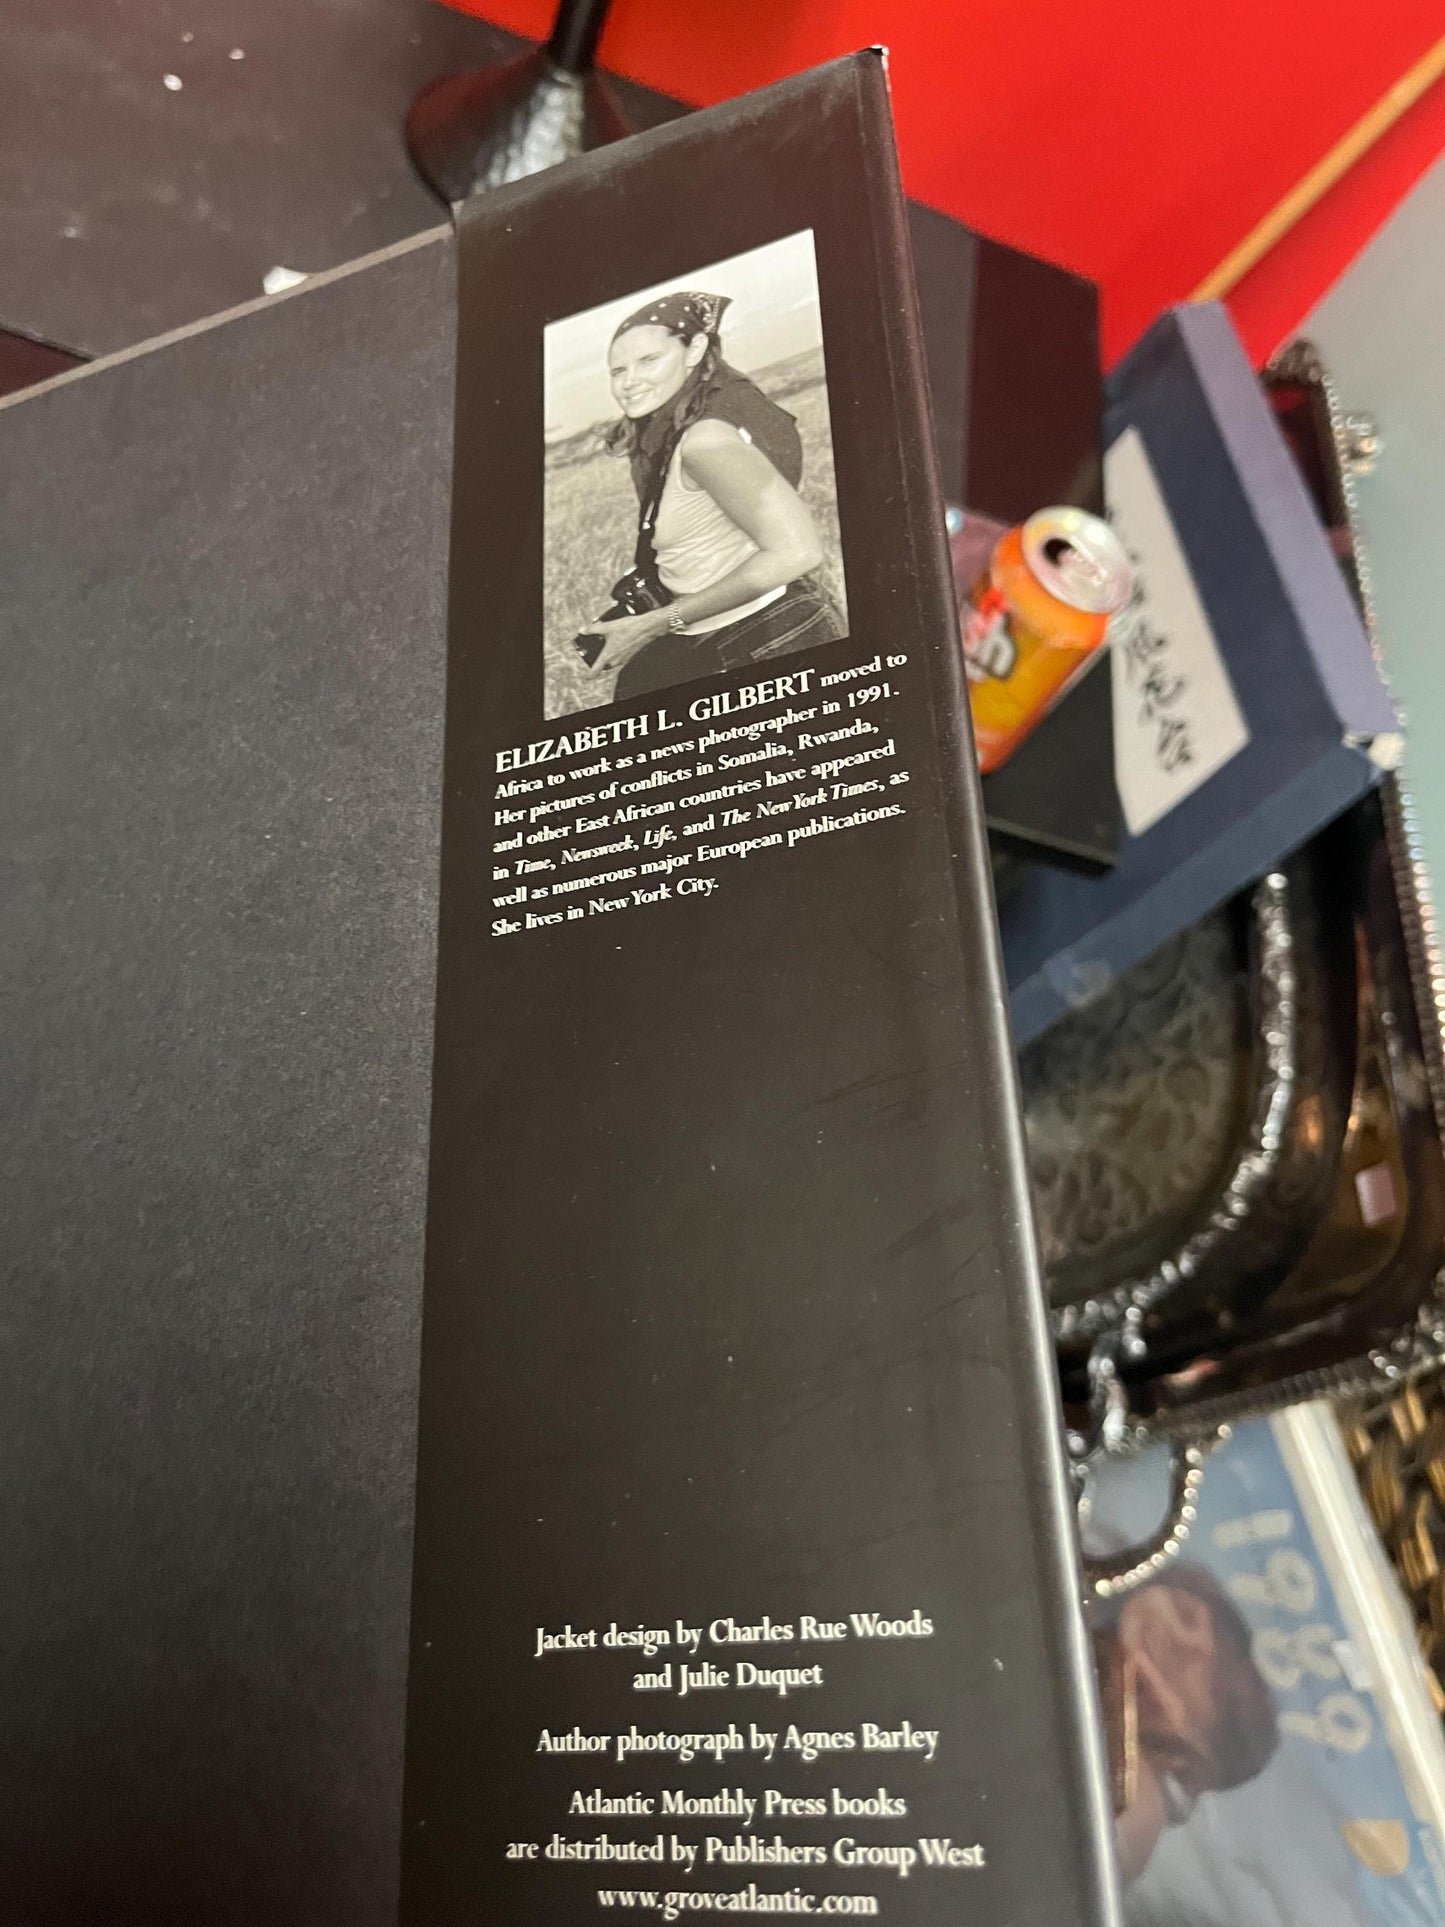 ELIZABETH L. GILBERT moved to
Africa to work as a news photographer in 1991.
Her pictures of conflicts in Somalia, Rwanda,
and other East African countries have appeared
in Time, Newsweek, Life, and The New York Times, as
well as numerous major European publications.
She lives in New York City.
Jacket design by Charles Rue Woods
and Julie Duquet
Author photograph by Agnes Barley
Atlantic Monthly Press books
are distributed by Publishers Group West
www.groveatlantic.com